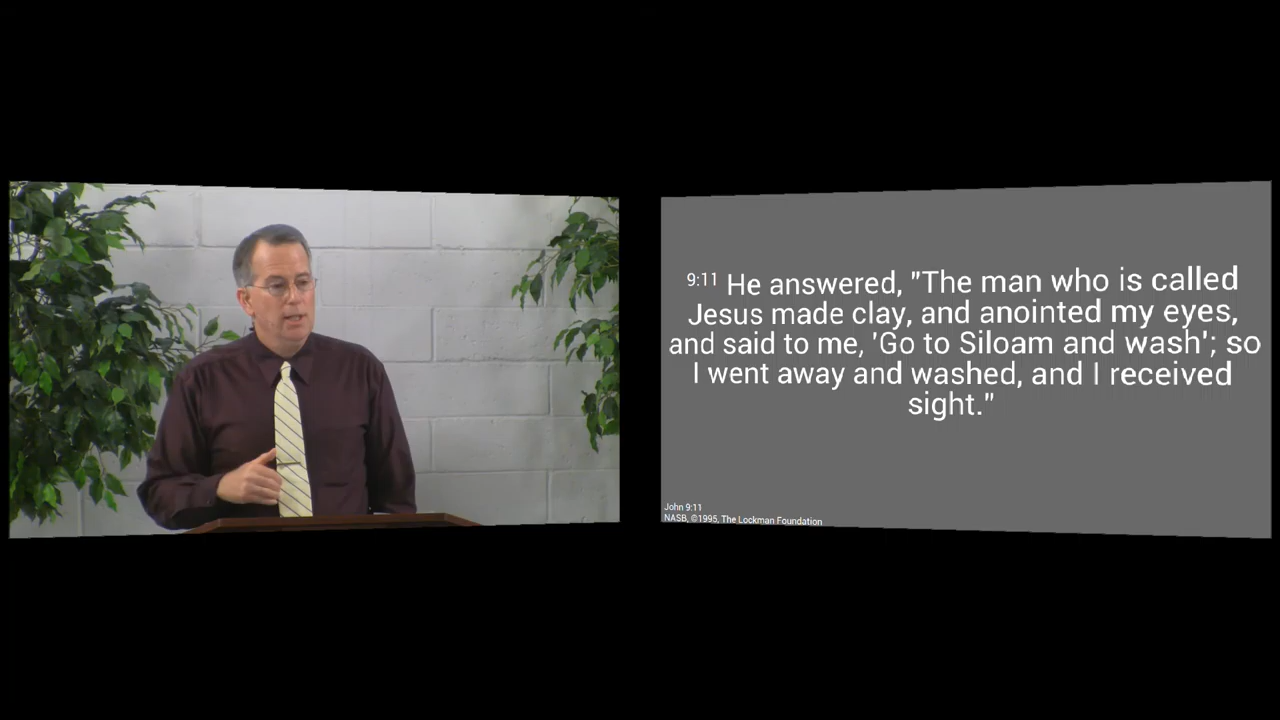 9:11 He answered, "The man who is called
Jesus made clay, and anointed my eyes,
and said to me, 'Go to Siloam and wash'; so
I went away and washed, and I received
sight."
John 9:11
NASB, ©1995, The Lockman Foundation